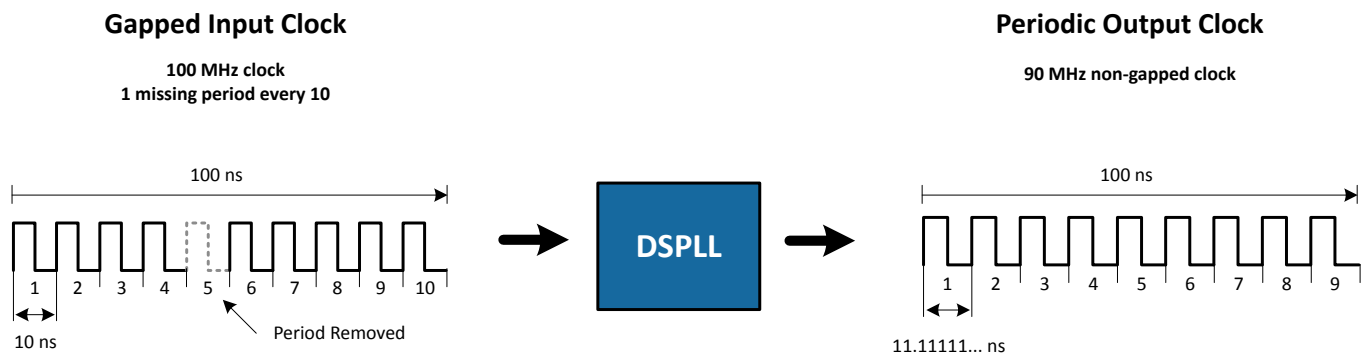 Gapped Input Clock
100 MHz clock
1 missing period every 10
100 ns
1 2 3 4 5 6 7 8 9 10
Period Removed
10 ns
DSPLL
Periodic Output Clock
90 MHz non-gapped clock
100 ns
1 2 3 4 5 6 7 8 9
11.11111... ns